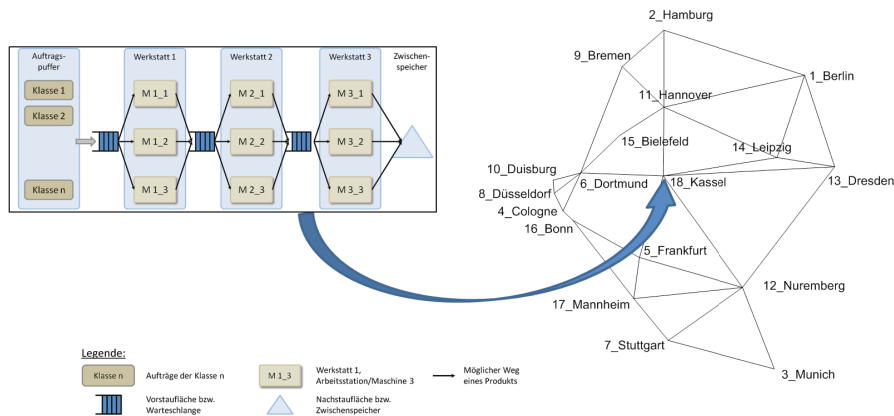 Auftrags-
puffer
Werkstatt 1
Werkstatt 2
Werkstatt 3
Zwischen-
speicher
Klasse 1
Klasse 2
Klasse n
M 1_1
M 2_1
M 3_1
M 1_2
M 2_2
M 3_2
M 1_3
M 2_3
M 3_3
2_Hamburg
9_Bremen
1_Berlin
11_Hannover
15_Bielefeld
14_Leipzig
10_Duisburg
6_Dortmund
18_Kassel
13_Dresden
8_Düsseldorf
4_Cologne
16_Bonn
5_Frankfurt
12_Nuremberg
17_Mannheim
7_Stuttgart
3_Munich
Legende:
Klasse n
Aufträge der Klasse n
M 1_3
Werkstatt 1,
Arbeitsstation/Maschine 3
Möglicher Weg
eines Produkts
Vorstaufläche bzw.
Warteschlange
Nachstaufläche bzw.
Zwischenspeicher